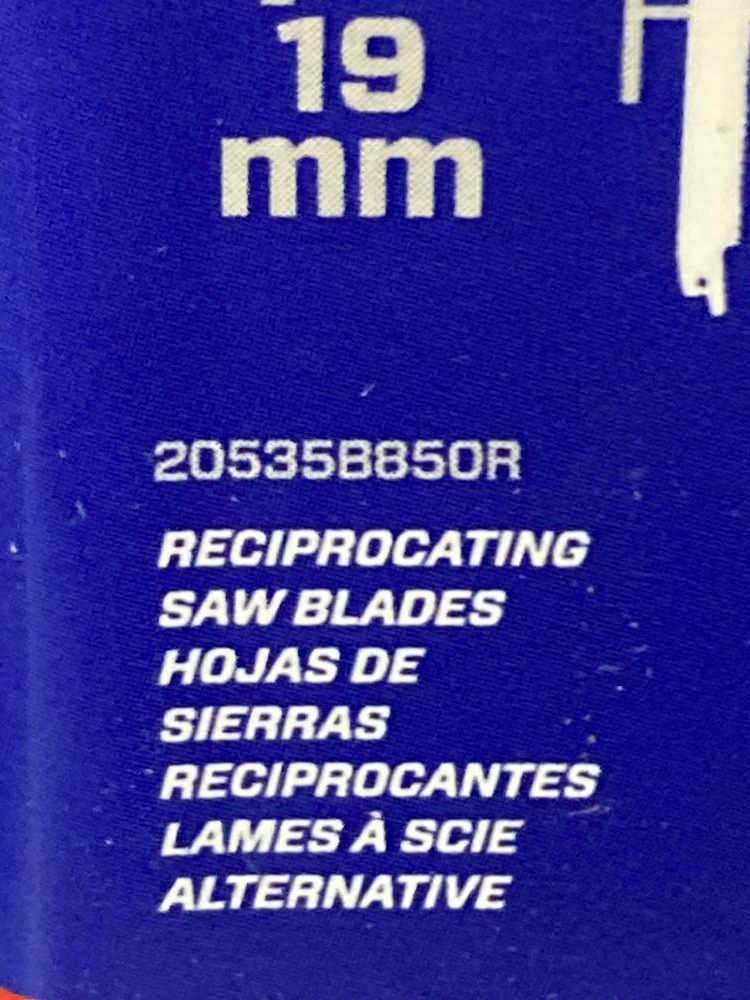 19
mm
20535B850R
RECIPROCATING
SAW BLADES
HOJAS DE
SIERRAS
RECIPROCANTES
LAMES À SCIE
ALTERNATIVE